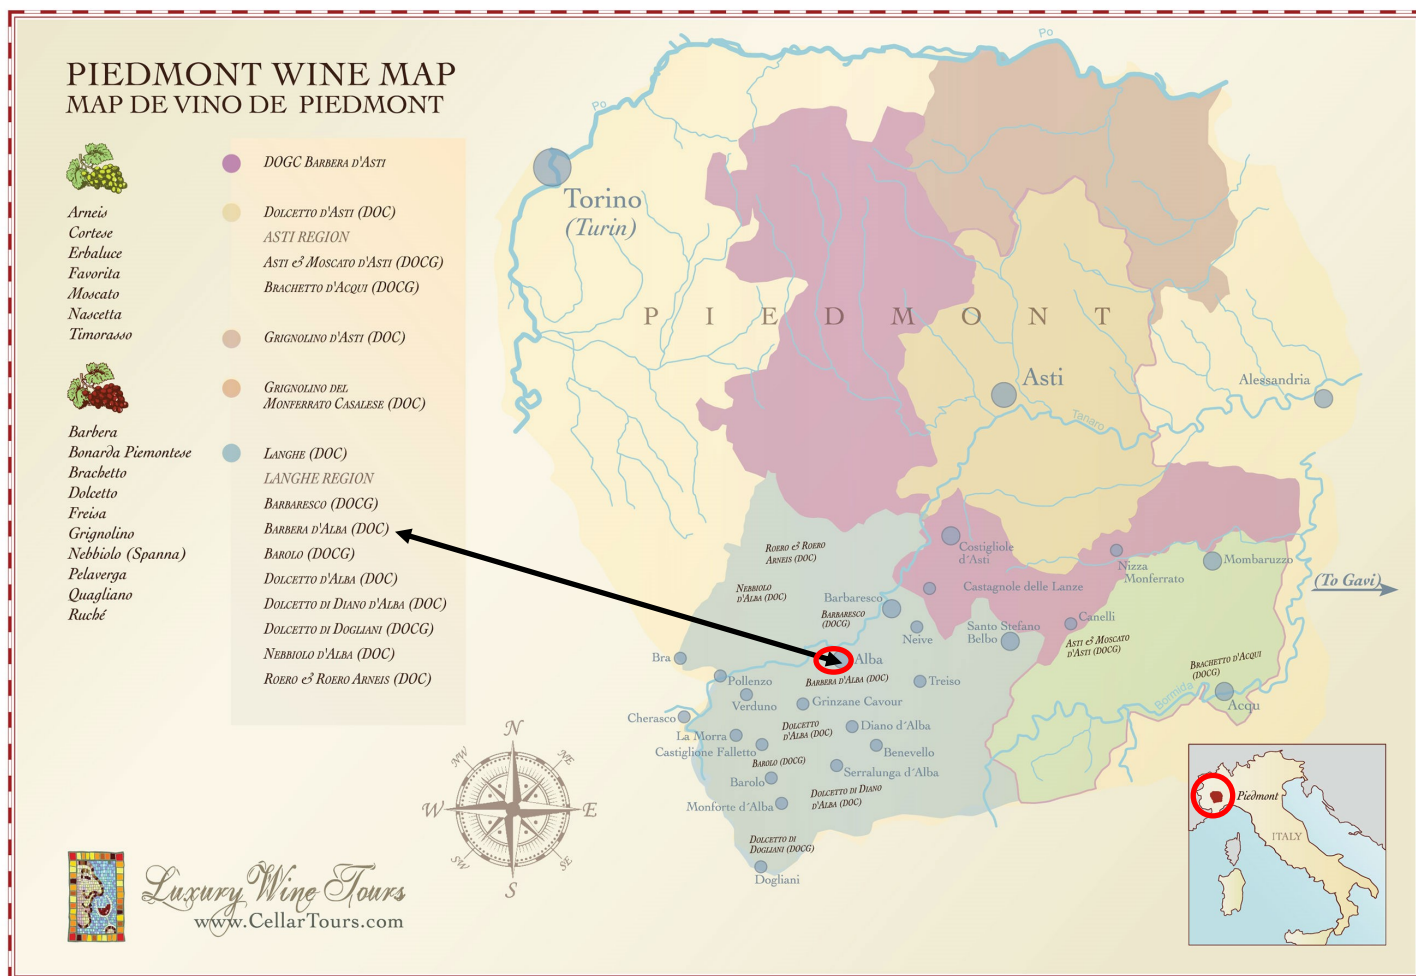 PIEDMONT WINE MAP
MAP DE VINO DE PIEDMONT
Arneis
Cortese
Erbaluce
Favorita
Moscato
Nascetta
Timorasso
Barbera
Bonarda Piemontese
Brachetto
Dolcetto
Freisa
Grignolino
Nebbiolo (Spanna)
Pelaverga
Quagliano
Ruché
DOGC BARBERA D'ASTI
DOLCETTO D'ASTI (DOC)
ASTI REGION
ASTI & MOSCATO D'ASTI (DOCG)
BRACHETTO D'ACQUI (DOCG)
GRIGNOLINO D'ASTI (DOC)
GRIGNOLINO DEL
MONFERRATO CASALESE (DOC)
LANGHE (DOC)
LANGHE REGION
BARBARESCO (DOCG)
BARBERA D'ALBA (DOC)
BAROLO (DOCG)
DOLCETTO D'ALBA (DOC)
DOLCETTO DI DIANO D'ALBA (DOC)
DOLCETTO DI DOGLIANI (DOCG)
NEBBIOLO D'ALBA (DOC)
ROERO & ROERO ARNEIS (DOC)
Po
Po
Torino
(Turin)
PIEDMONT
Asti
Alessandria
Tanaro
ROERO & ROERO
ARNEIS (DOC)
Costigliole
d'Asti
Nizza
Monferrato
Mombaruzzo
(To Gavi)
NEBBIOLO
D'ALBA (DOC)
Castagnole delle Lanze
Barbaresco
BARBARESCO
(DOCG)
Neive
Santo Stefano
Belbo
Canelli
ASTI & MOSCATO
D'ASTI (DOCG)
Bra
Alba
BRACHETTO D'ACQUI
(DOCG)
Pollenzo
BARBERA D'ALBA (DOC)
Treiso
Bormida
Acqu
Verduno
Grinzane Cavour
Cherasco
La Morra
DOLCETTO
D'ALBA (DOC)
Diano d´Alba
Castiglione Falletto
Benevello
BAROLO (DOCG)
Serralunga d´Alba
Barolo
Monforte d´Alba
DOLCETTO DI DIANO
D'ALBA (DOC)
DOLCETTO DI
DOGLIANI (DOCG)
Dogliani
N
NW
NE
W
E
SW
SE
S
Piedmont
ITALY
Luxury Wine Tours
www.CellarTours.com